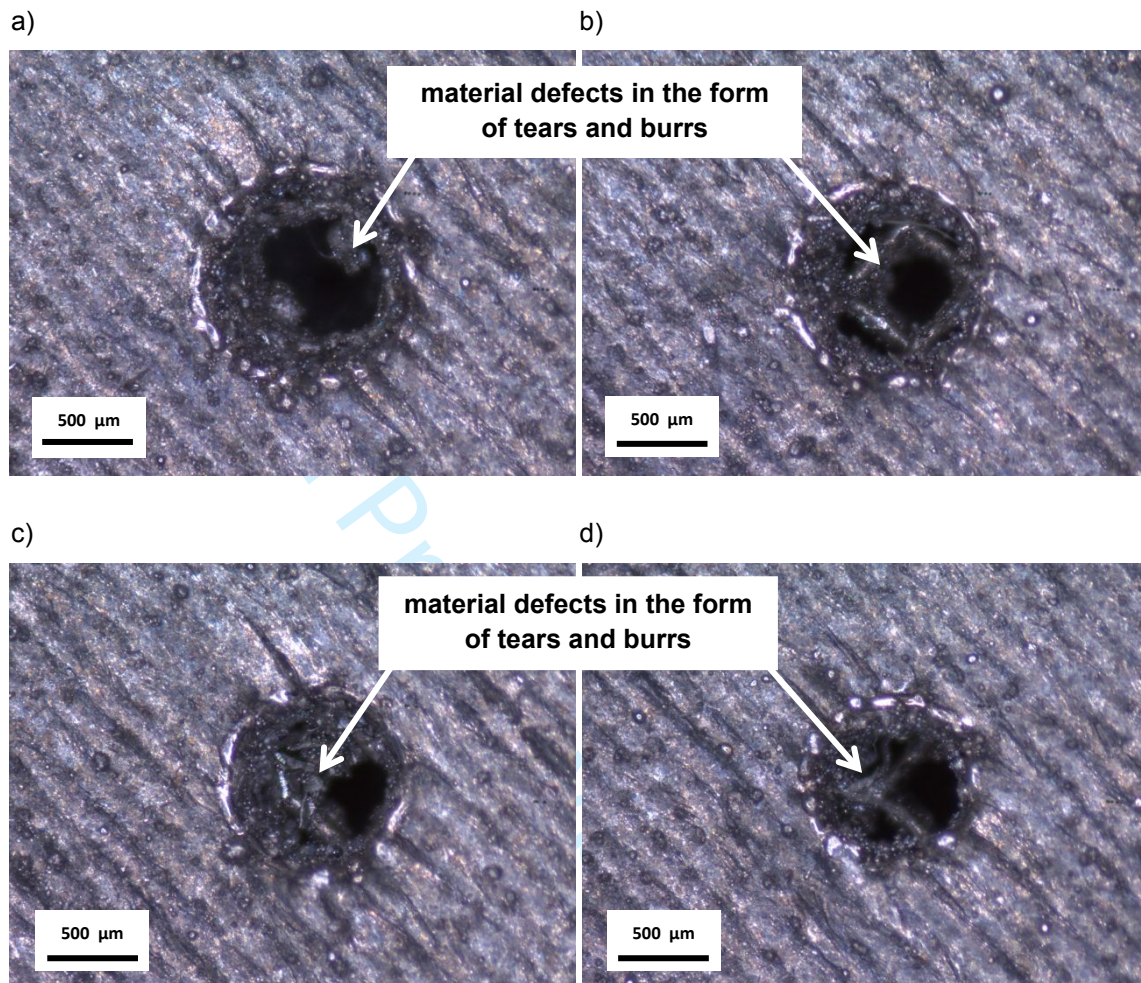 a)
b)
material defects in the form
of tears and burrs
500 µm
500 µm
c)
d)
material defects in the form
of tears and burrs
500 µm
500 µm